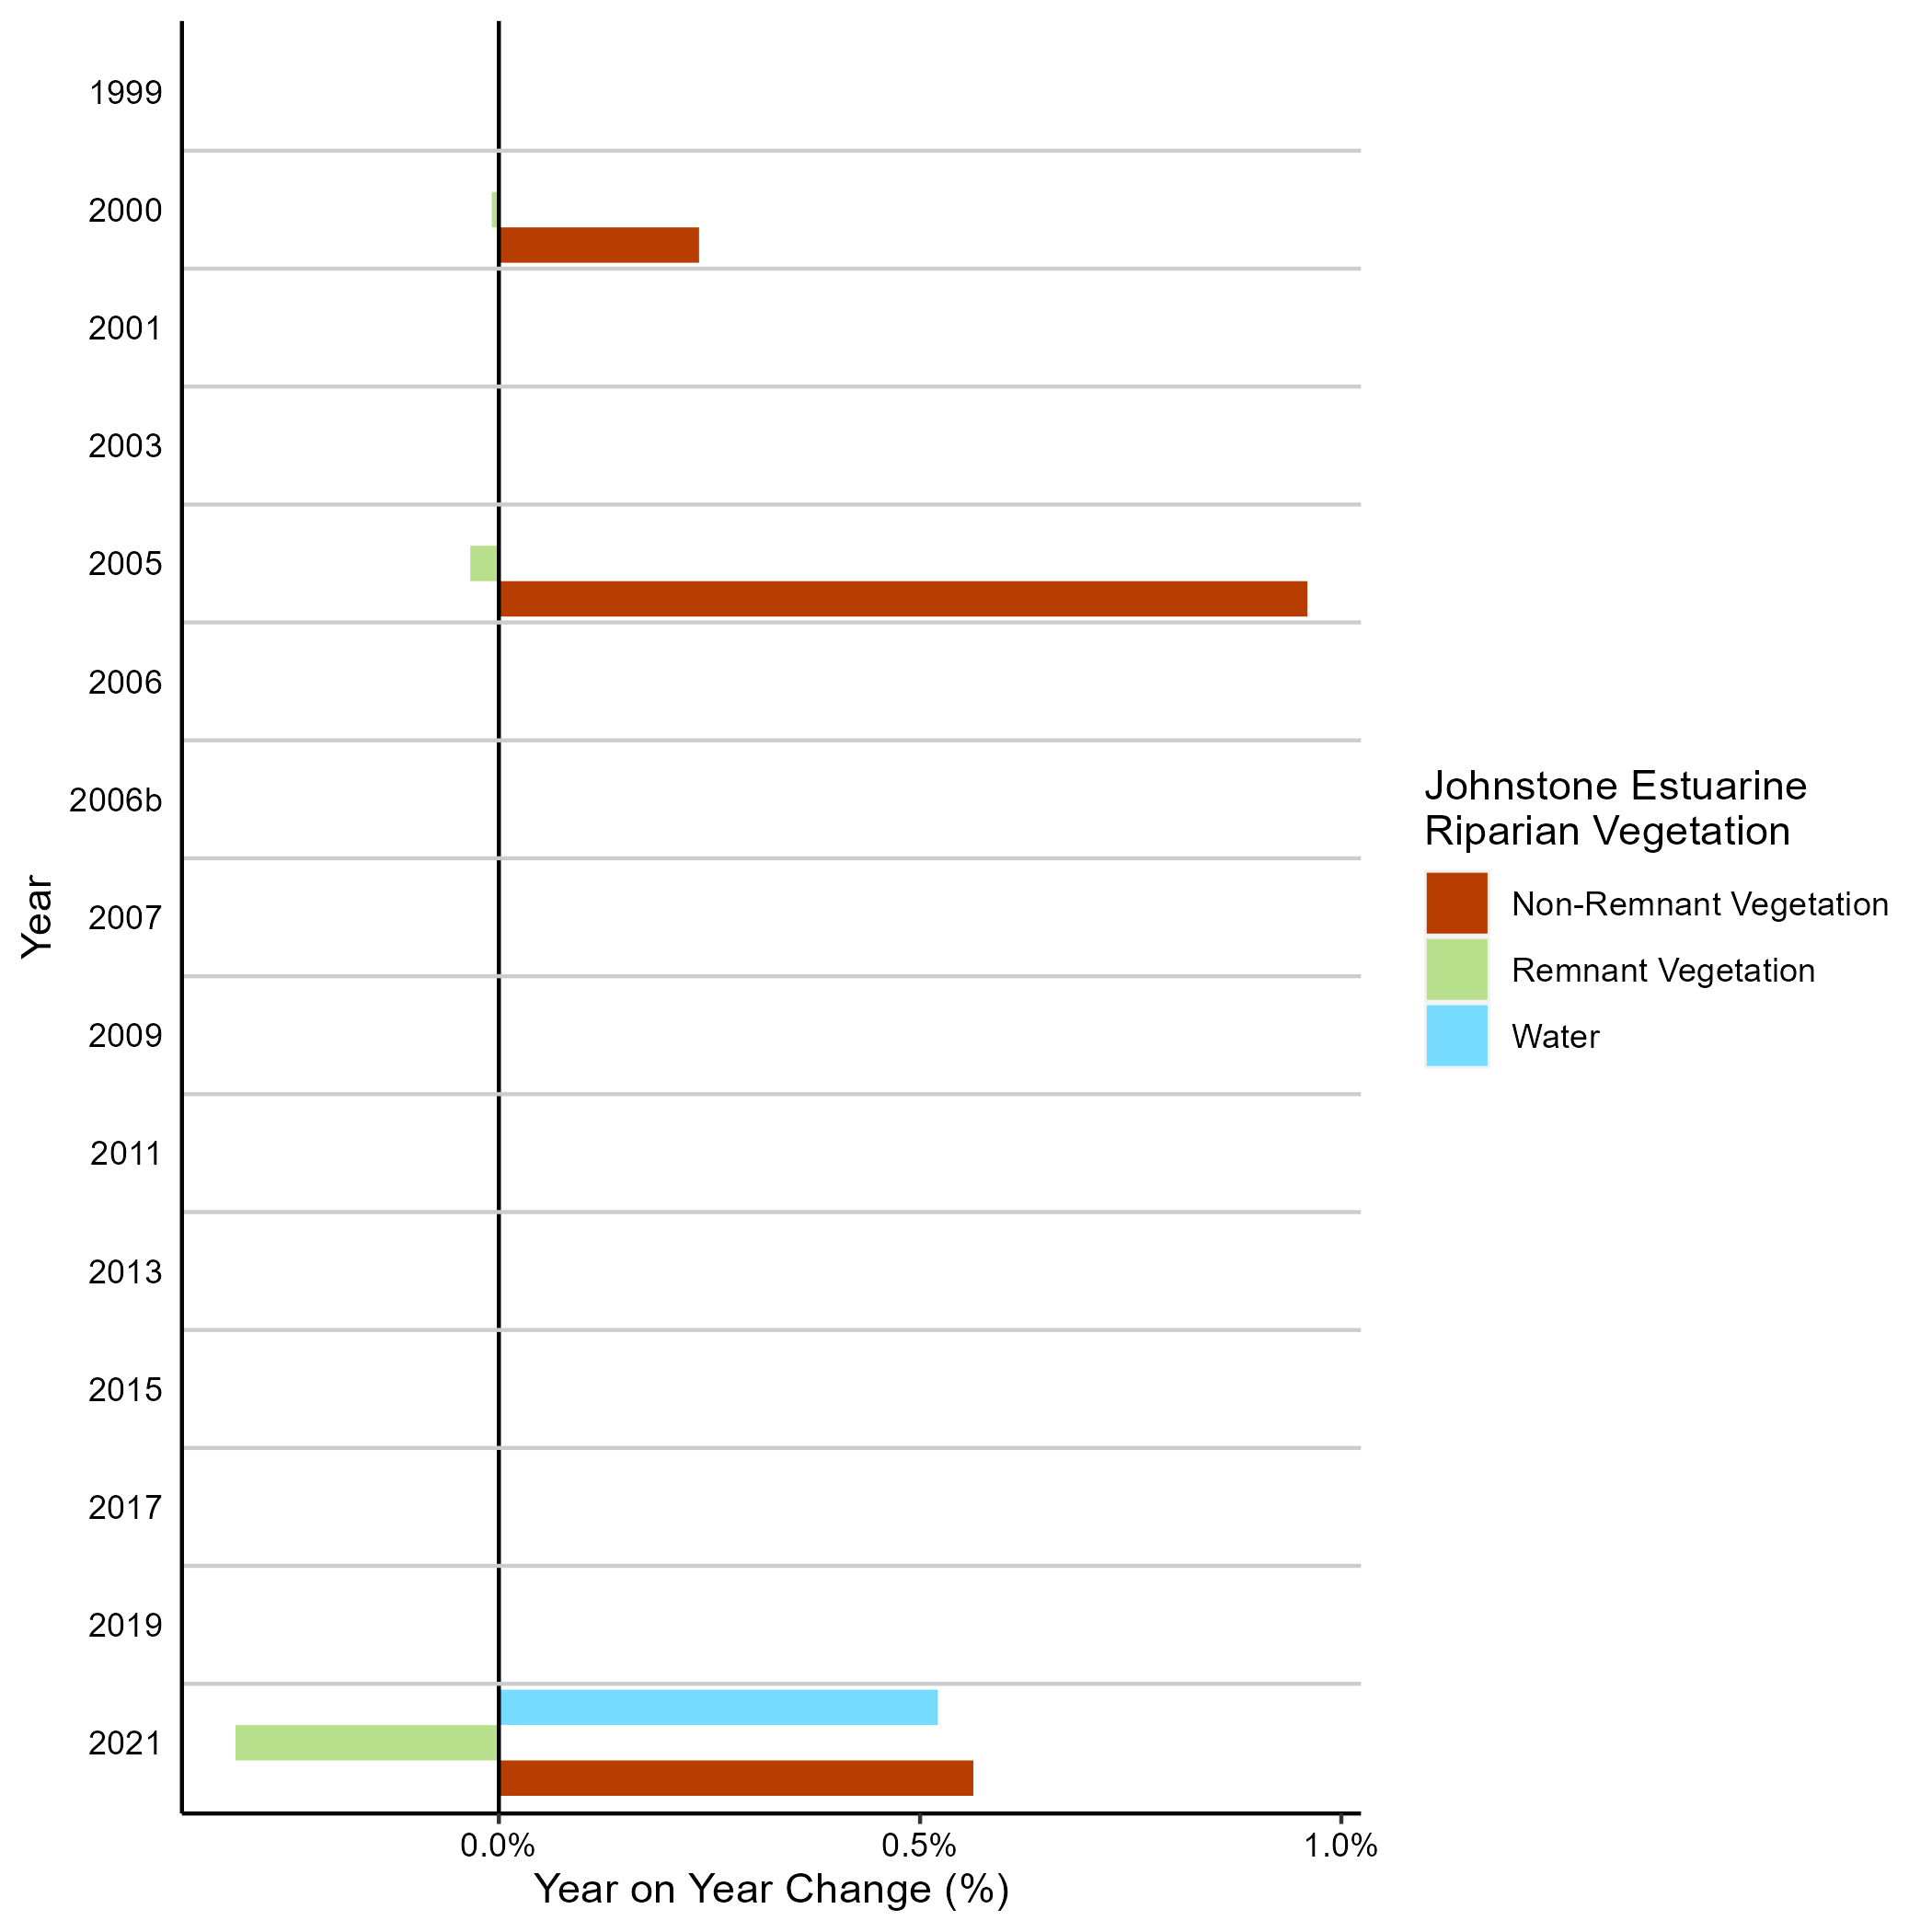 1999
2000
2001
2003
2005
2006
2006b
2007
2009
2011
2013
2015
2017
2019
2021
Year
0.0%
0.5%
1.0%
Year on Year Change (%)
Johnstone Estuarine
Riparian Vegetation
Non-Remnant Vegetation
Remnant Vegetation
Water